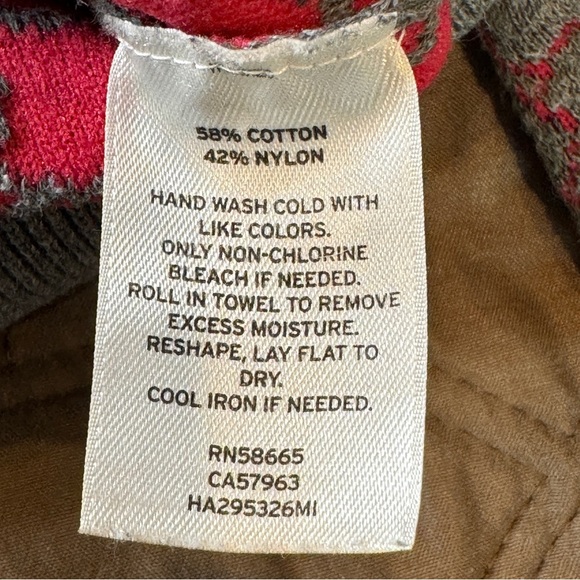 58% COTTON
42% NYLON
HAND WASH COLD WITH
LIKE COLORS.
ONLY NON-CHLORINE
BLEACH IF NEEDED.
ROLL IN TOWEL TO REMOVE
EXCESS MOISTURE.
RESHAPE, LAY FLAT TO
DRY.
COOL IRON IF NEEDED.
RN58665
CA57963
HA295326MI